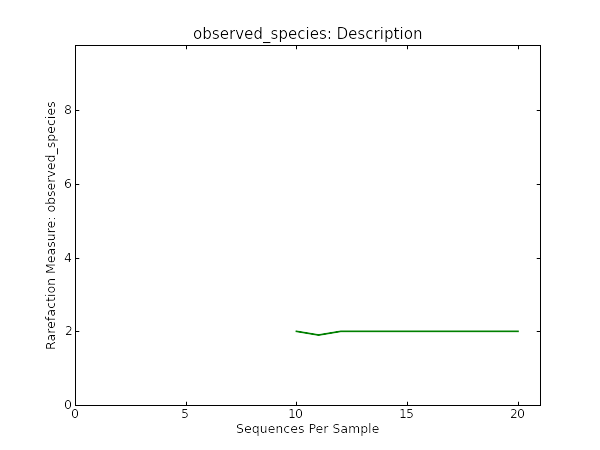 observed_species: Description
Rarefaction Measure: observed_species
8
6
4
2
0
0 5 10 15 20
Sequences Per Sample